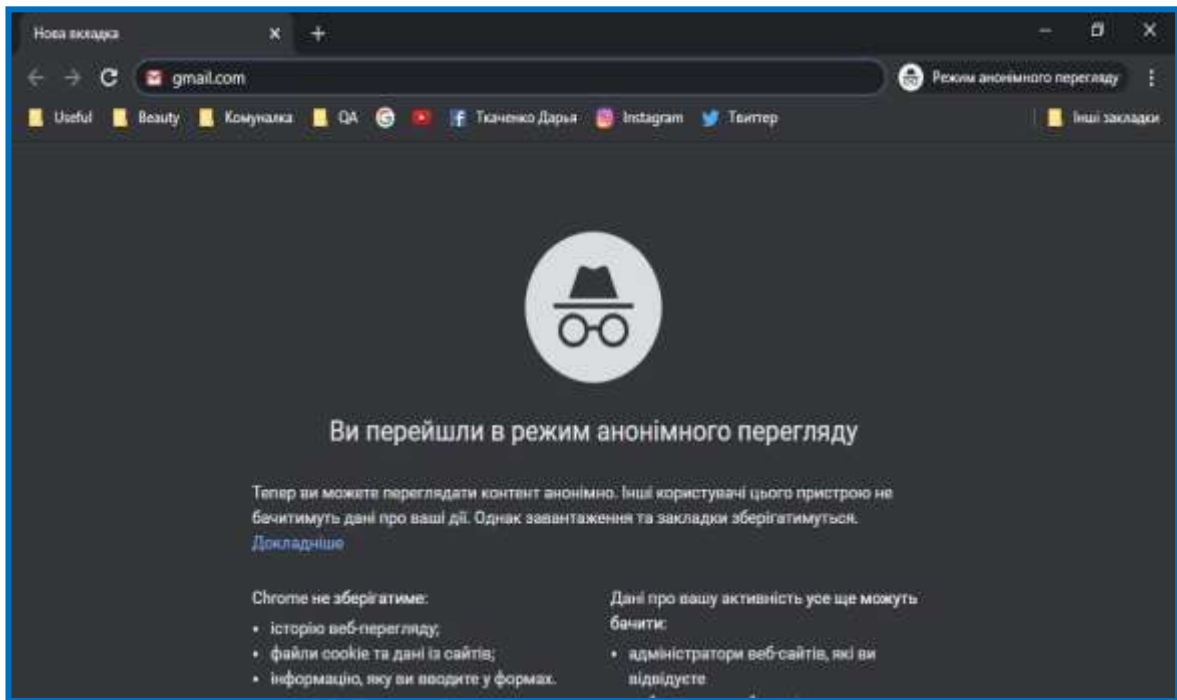 Нова вкладка
gmail.com
Режим анонімного перегляду
Useful Beauty Комуналка QA Ткаченко Дарья Instagram Твиттер Інші закладки
Ви перейшли в режим анонімного перегляду
Тепер ви можете переглядати контент анонімно. Інші користувачі цього пристрою не
бачитимуть дані про ваші дії. Однак завантаження та закладки зберігатимуться.
Докладніше
Chrome не зберігатиме:
• історію веб-перегляду;
• файли cookie та дані із сайтів;
• інформацію, яку ви вводите у формах.
Дані про вашу активність усе ще можуть
бачити:
• адміністратори веб-сайтів, які ви
відвідуєте